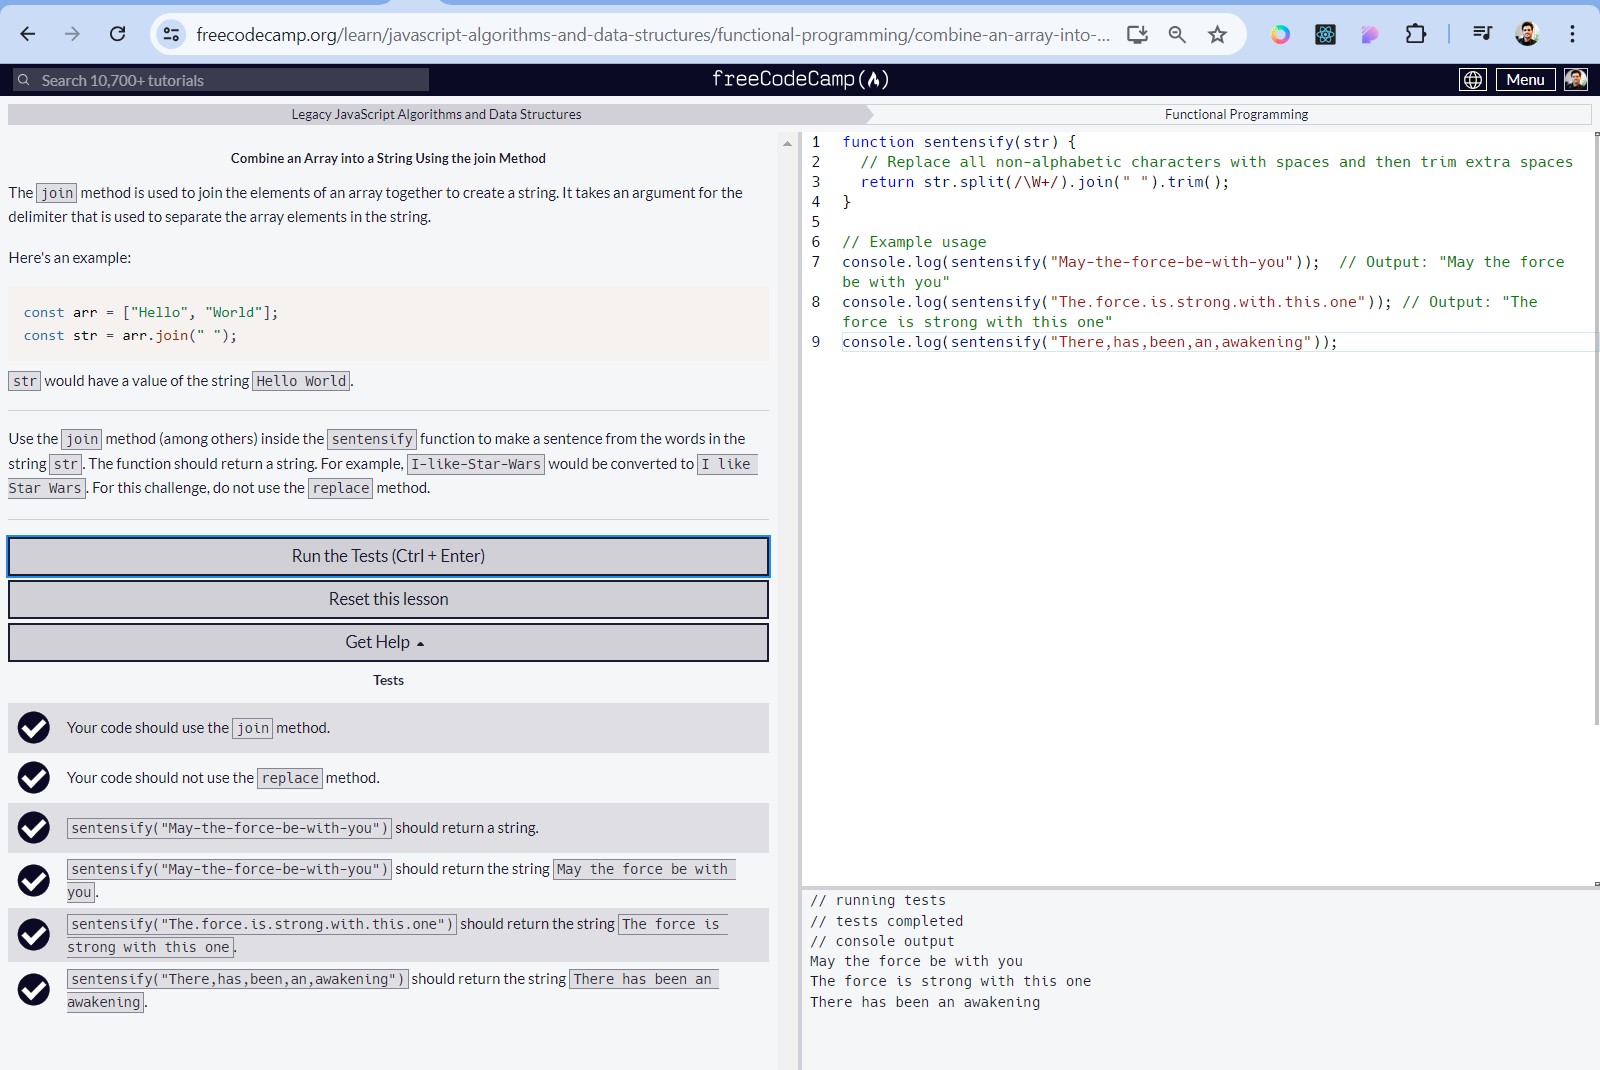 freecodecamp.org/learn/javascript-algorithms-and-data-structures/functional-programming/combine-an-array-into-...
Search 10,700+ tutorials
freeCodeCamp(🔥)
Menu
Legacy JavaScript Algorithms and Data Structures
Functional Programming
Combine an Array into a String Using the join Method
The join method is used to join the elements of an array together to create a string. It takes an argument for the
delimiter that is used to separate the array elements in the string.
Here's an example:
const arr = ["Hello", "World"];
const str = arr.join(" ");
str would have a value of the string Hello World.
Use the join method (among others) inside the sentensify function to make a sentence from the words in the
string str. The function should return a string. For example, I-like-Star-Wars would be converted to I like
Star Wars. For this challenge, do not use the replace method.
Run the Tests (Ctrl + Enter)
Reset this lesson
Get Help
Tests
Your code should use the join method.
Your code should not use the replace method.
sentensify("May-the-force-be-with-you") should return a string.
sentensify("May-the-force-be-with-you") should return the string May the force be with
you.
sentensify("The.force.is.strong.with.this.one") should return the string The force is
strong with this one.
sentensify("There,has,been,an,awakening") should return the string There has been an
awakening.
1 function sentensify(str) {
2 // Replace all non-alphabetic characters with spaces and then trim extra spaces
3 return str.split(/\W+/).join(" ").trim();
4 }
5
6 // Example usage
7 console.log(sentensify("May-the-force-be-with-you")); // Output: "May the force
be with you"
8 console.log(sentensify("The.force.is.strong.with.this.one")); // Output: "The
force is strong with this one"
9 console.log(sentensify("There,has,been,an,awakening"));
// running tests
// tests completed
// console output
May the force be with you
The force is strong with this one
There has been an awakening